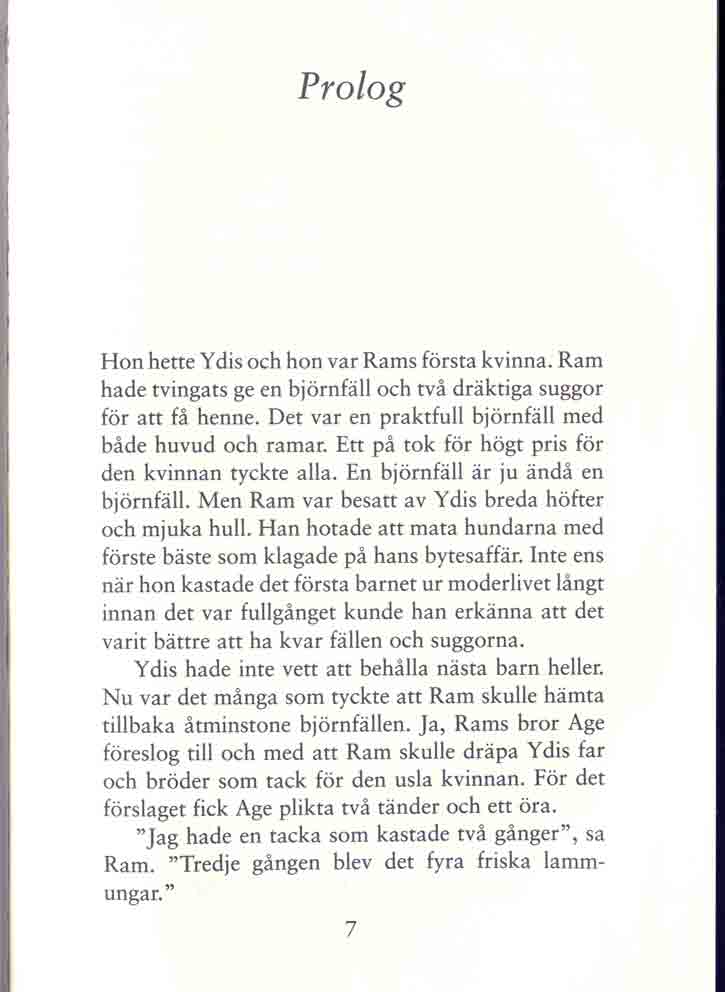 Prolog
Hon hette Ydis och hon var Rams första kvinna. Ram
hade tvingats ge en björnfäll och två dräktiga suggor
för att få henne. Det var en praktfull björnfäll med
både huvud och ramar. Ett på tok för högt pris för
den kvinnan tyckte alla. En björnfäll är ju ändå en
björnfäll. Men Ram var besatt av Ydis breda höfter
och mjuka hull. Han hotade att mata hundarna med
förste bäste som klagade på hans bytesaffär. Inte ens
när hon kastade det första barnet ur moderlivet långt
innan det var fullgånget kunde han erkänna att det
varit bättre att ha kvar fällen och suggorna.
Ydis hade inte vett att behålla nästa barn heller.
Nu var det många som tyckte att Ram skulle hämta
tillbaka åtminstone björnfällen. Ja, Rams bror Age
föreslog till och med att Ram skulle dräpa Ydis far
och bröder som tack för den usla kvinnan. För det
förslaget fick Age plikta två tänder och ett öra.
”Jag hade en tacka som kastade två gånger”, sa
Ram. ”Tredje gången blev det fyra friska lamm-
ungar.”
7